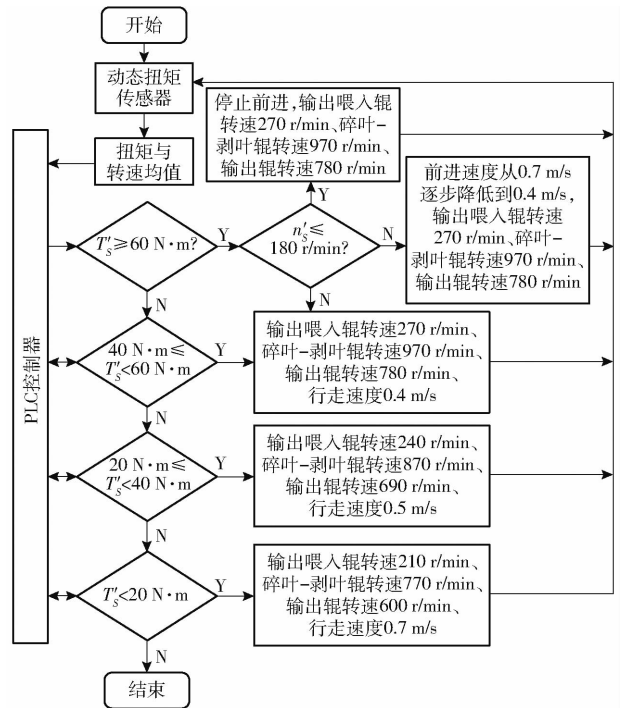 开始
动态扭矩
传感器
扭矩与
转速均值
停止前进,输出喂入辊
转速270 r/min、碎叶-
剥叶辊转速970 r/min、
输出辊转速780 r/min
前进速度从0.7 m/s
逐步降低到0.4 m/s,
输出喂入辊转速
270 r/min、碎叶-
剥叶辊转速970 r/min、
输出辊转速780 r/min
PLC控制器
T′S≥60 N·m?
Y
n′S≤
180 r/min?
Y
N
N
N
40 N·m≤
T′S<60 N·m
Y
输出喂入辊转速270 r/min、
碎叶-剥叶辊转速970 r/min、
输出辊转速780 r/min、
行走速度0.4 m/s
N
20 N·m≤
T′S<40 N·m
Y
输出喂入辊转速240 r/min、
碎叶-剥叶辊转速870 r/min、
输出辊转速690 r/min、
行走速度0.5 m/s
N
T′S<20 N·m
Y
输出喂入辊转速210 r/min、
碎叶-剥叶辊转速770 r/min、
输出辊转速600 r/min、
行走速度0.7 m/s
N
结束